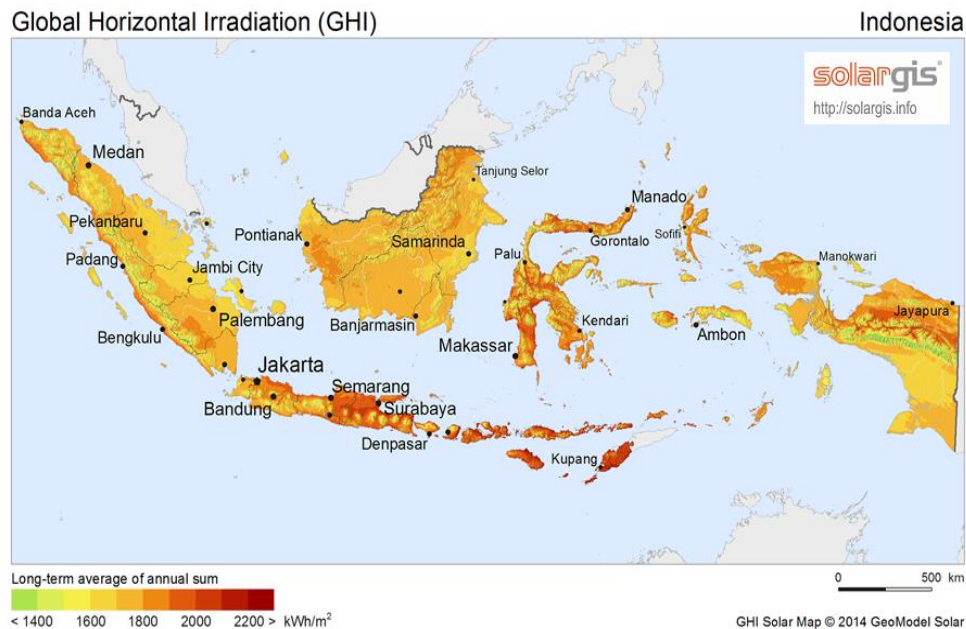 Global Horizontal Irradiation (GHI)
Indonesia
solargis®
http://solargis.info
Banda Aceh
Medan
Tanjung Selor
Manado
Pekanbaru
Pontianak
Samarinda
Gorontalo
Sofifi
Padang
Jambi City
Palu
Manokwari
Palembang
Banjarmasin
Kendari
Jayapura
Bengkulu
Makassar
Ambon
Jakarta
Semarang
Bandung
Surabaya
Denpasar
Kupang
Long-term average of annual sum
< 1400 1600 1800 2000 2200 > kWh/m²
0 500 km
GHI Solar Map © 2014 GeoModel Solar